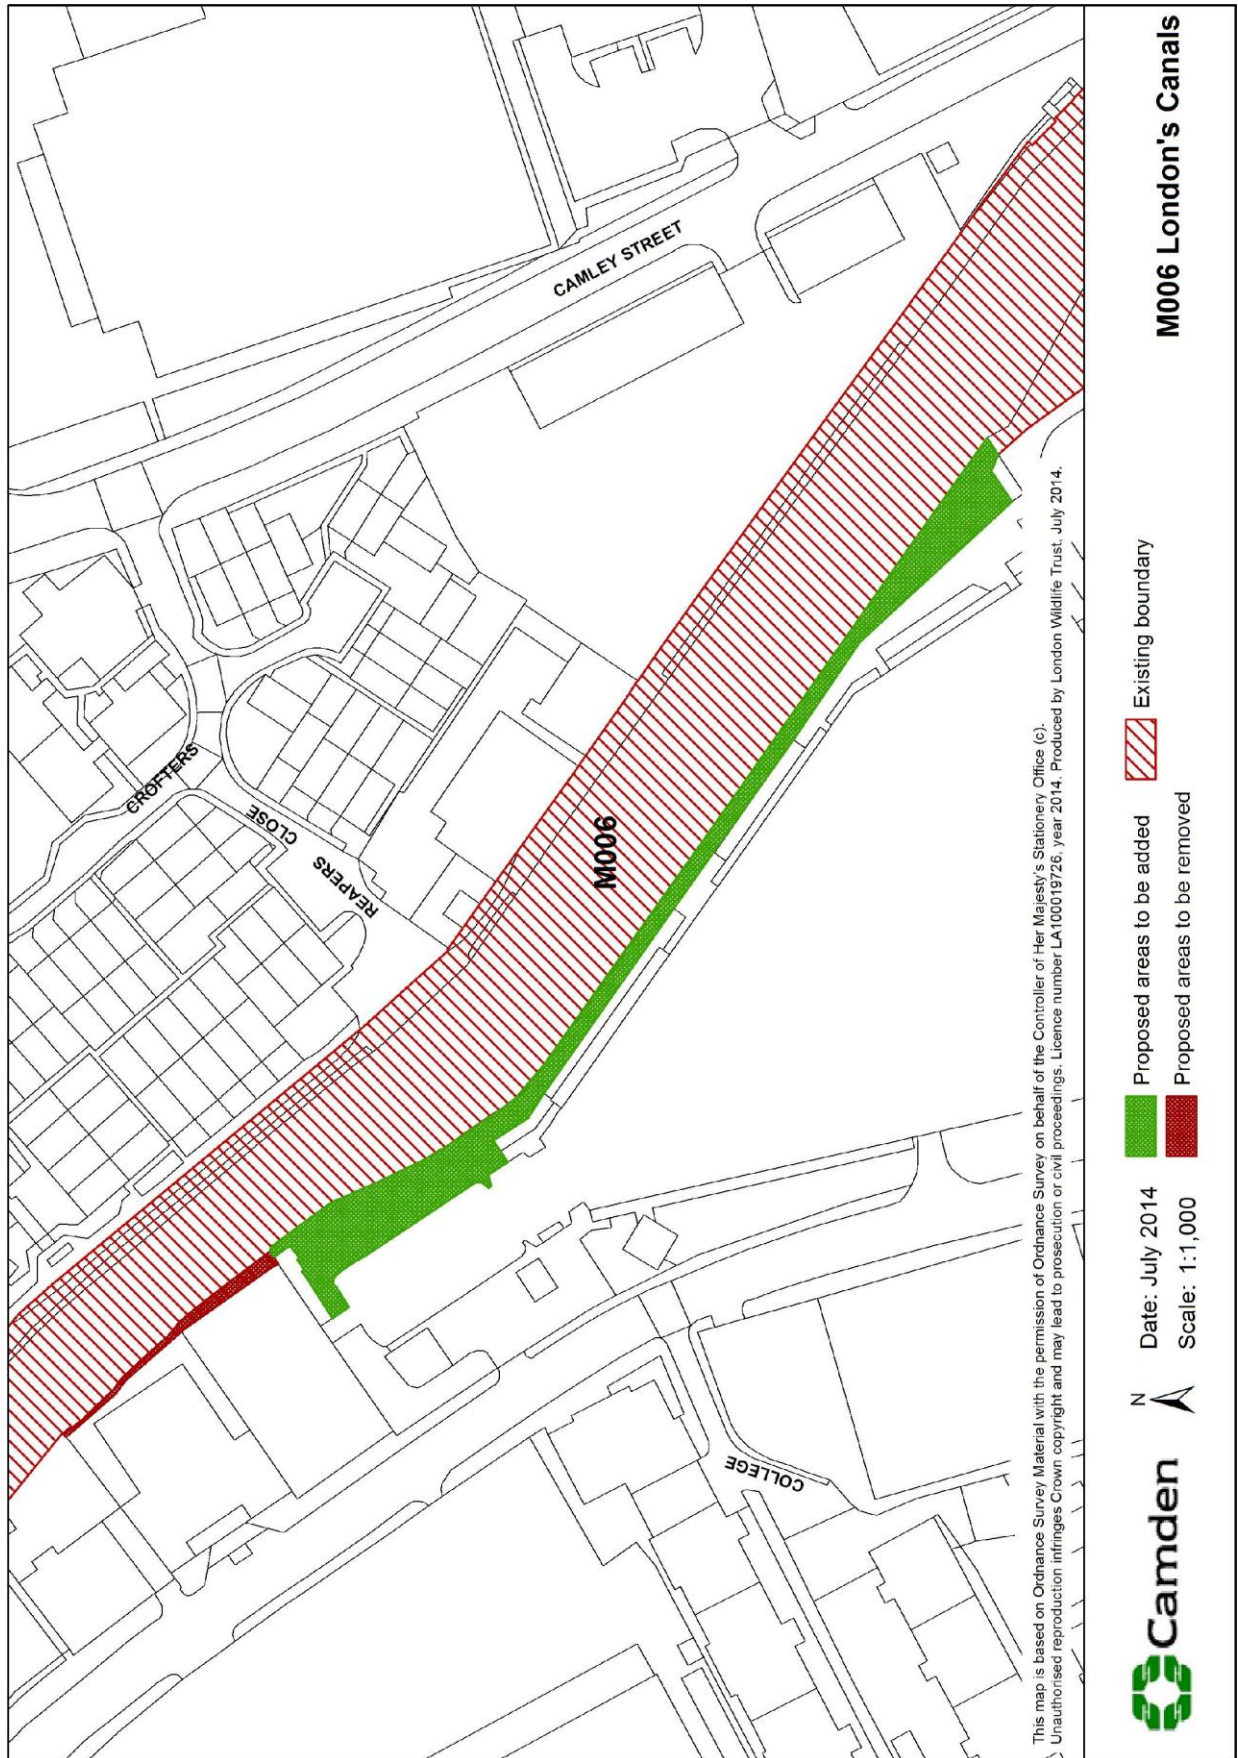 CAMLEY STREET
CROFTERS
CLOSE
REAPERS
M006
COLLEGE
This map is based on Ordnance Survey Material with the permission of Ordnance Survey on behalf of the Controller of Her Majesty's Stationery Office (c).
Unauthorised reproduction infringes Crown copyright and may lead to prosecution or civil proceedings. Licence number LA100019726, year 2014. Produced by London Wildlife Trust, July 2014.
Camden
N
Date: July 2014
Scale: 1:1,000
Proposed areas to be added
Proposed areas to be removed
Existing boundary
M006 London's Canals